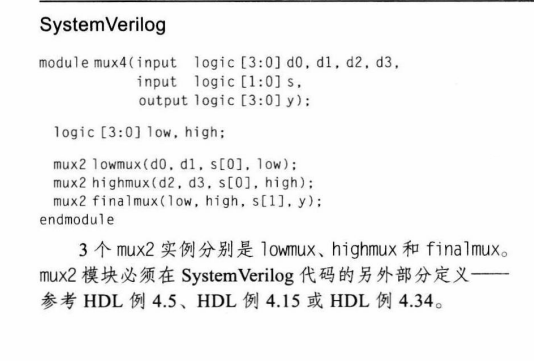 SystemVerilog
module mux4(input logic [3:0] d0, d1, d2, d3,
input logic [1:0] s,
output logic [3:0] y);
logic [3:0] low, high;
mux2 lowmux(d0, d1, s[0], low);
mux2 highmux(d2, d3, s[0], high);
mux2 finalmux(low, high, s[1], y);
endmodule
3 个 mux2 实例分别是 lowmux、highmux 和 finalmux。
mux2 模块必须在 SystemVerilog 代码的另外部分定义——
参考 HDL 例 4.5、HDL 例 4.15 或 HDL 例 4.34。